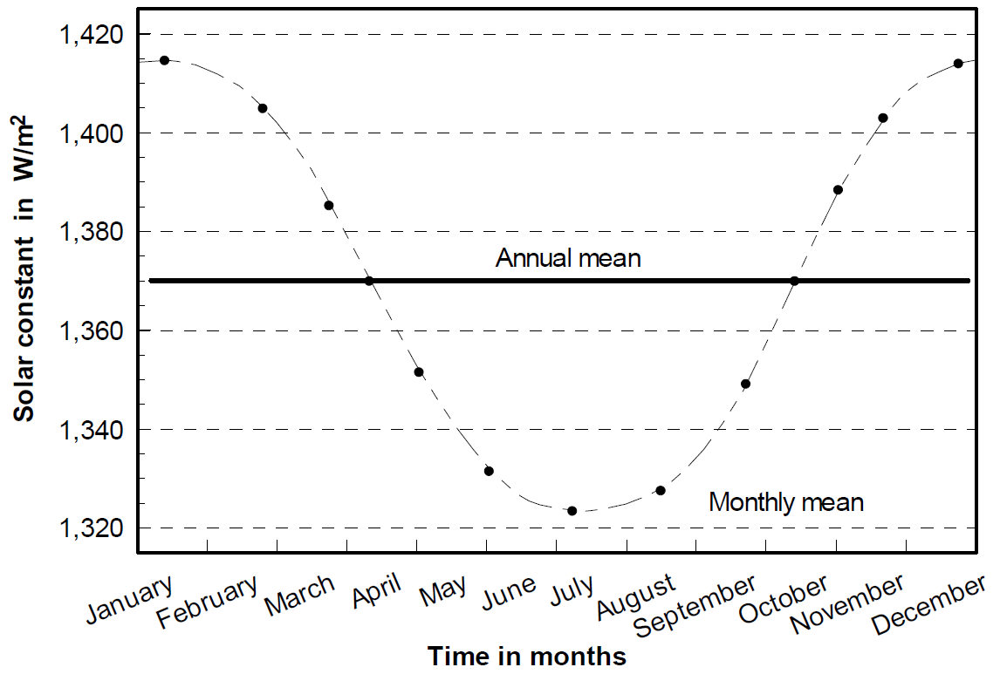 1,420
1,400
1,380
1,360
1,340
1,320
Solar constant in W/m²
Annual mean
Monthly mean
January
February
March
April
May
June
July
August
September
October
November
December
Time in months